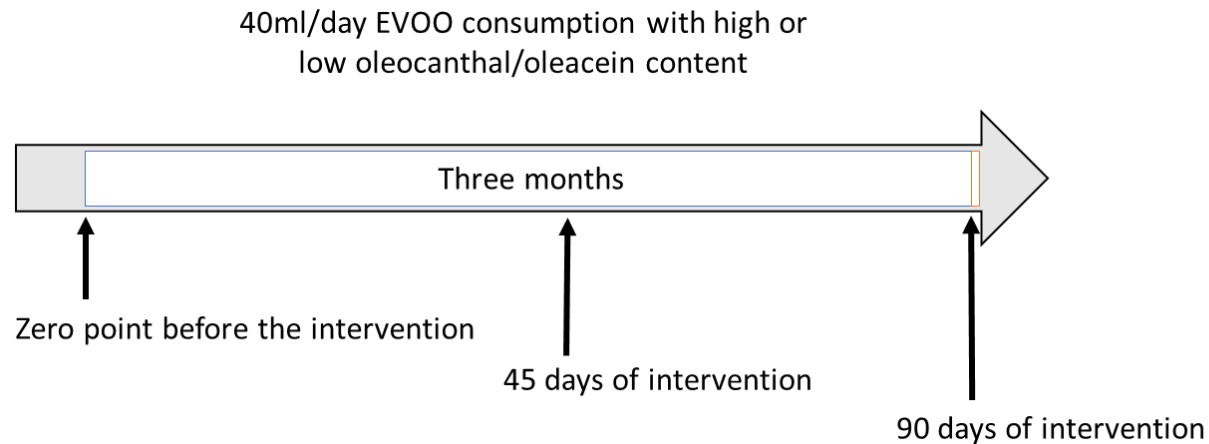 40ml/day EVOO consumption with high or
low oleocanthal/oleacein content
Three months
Zero point before the intervention
45 days of intervention
90 days of intervention